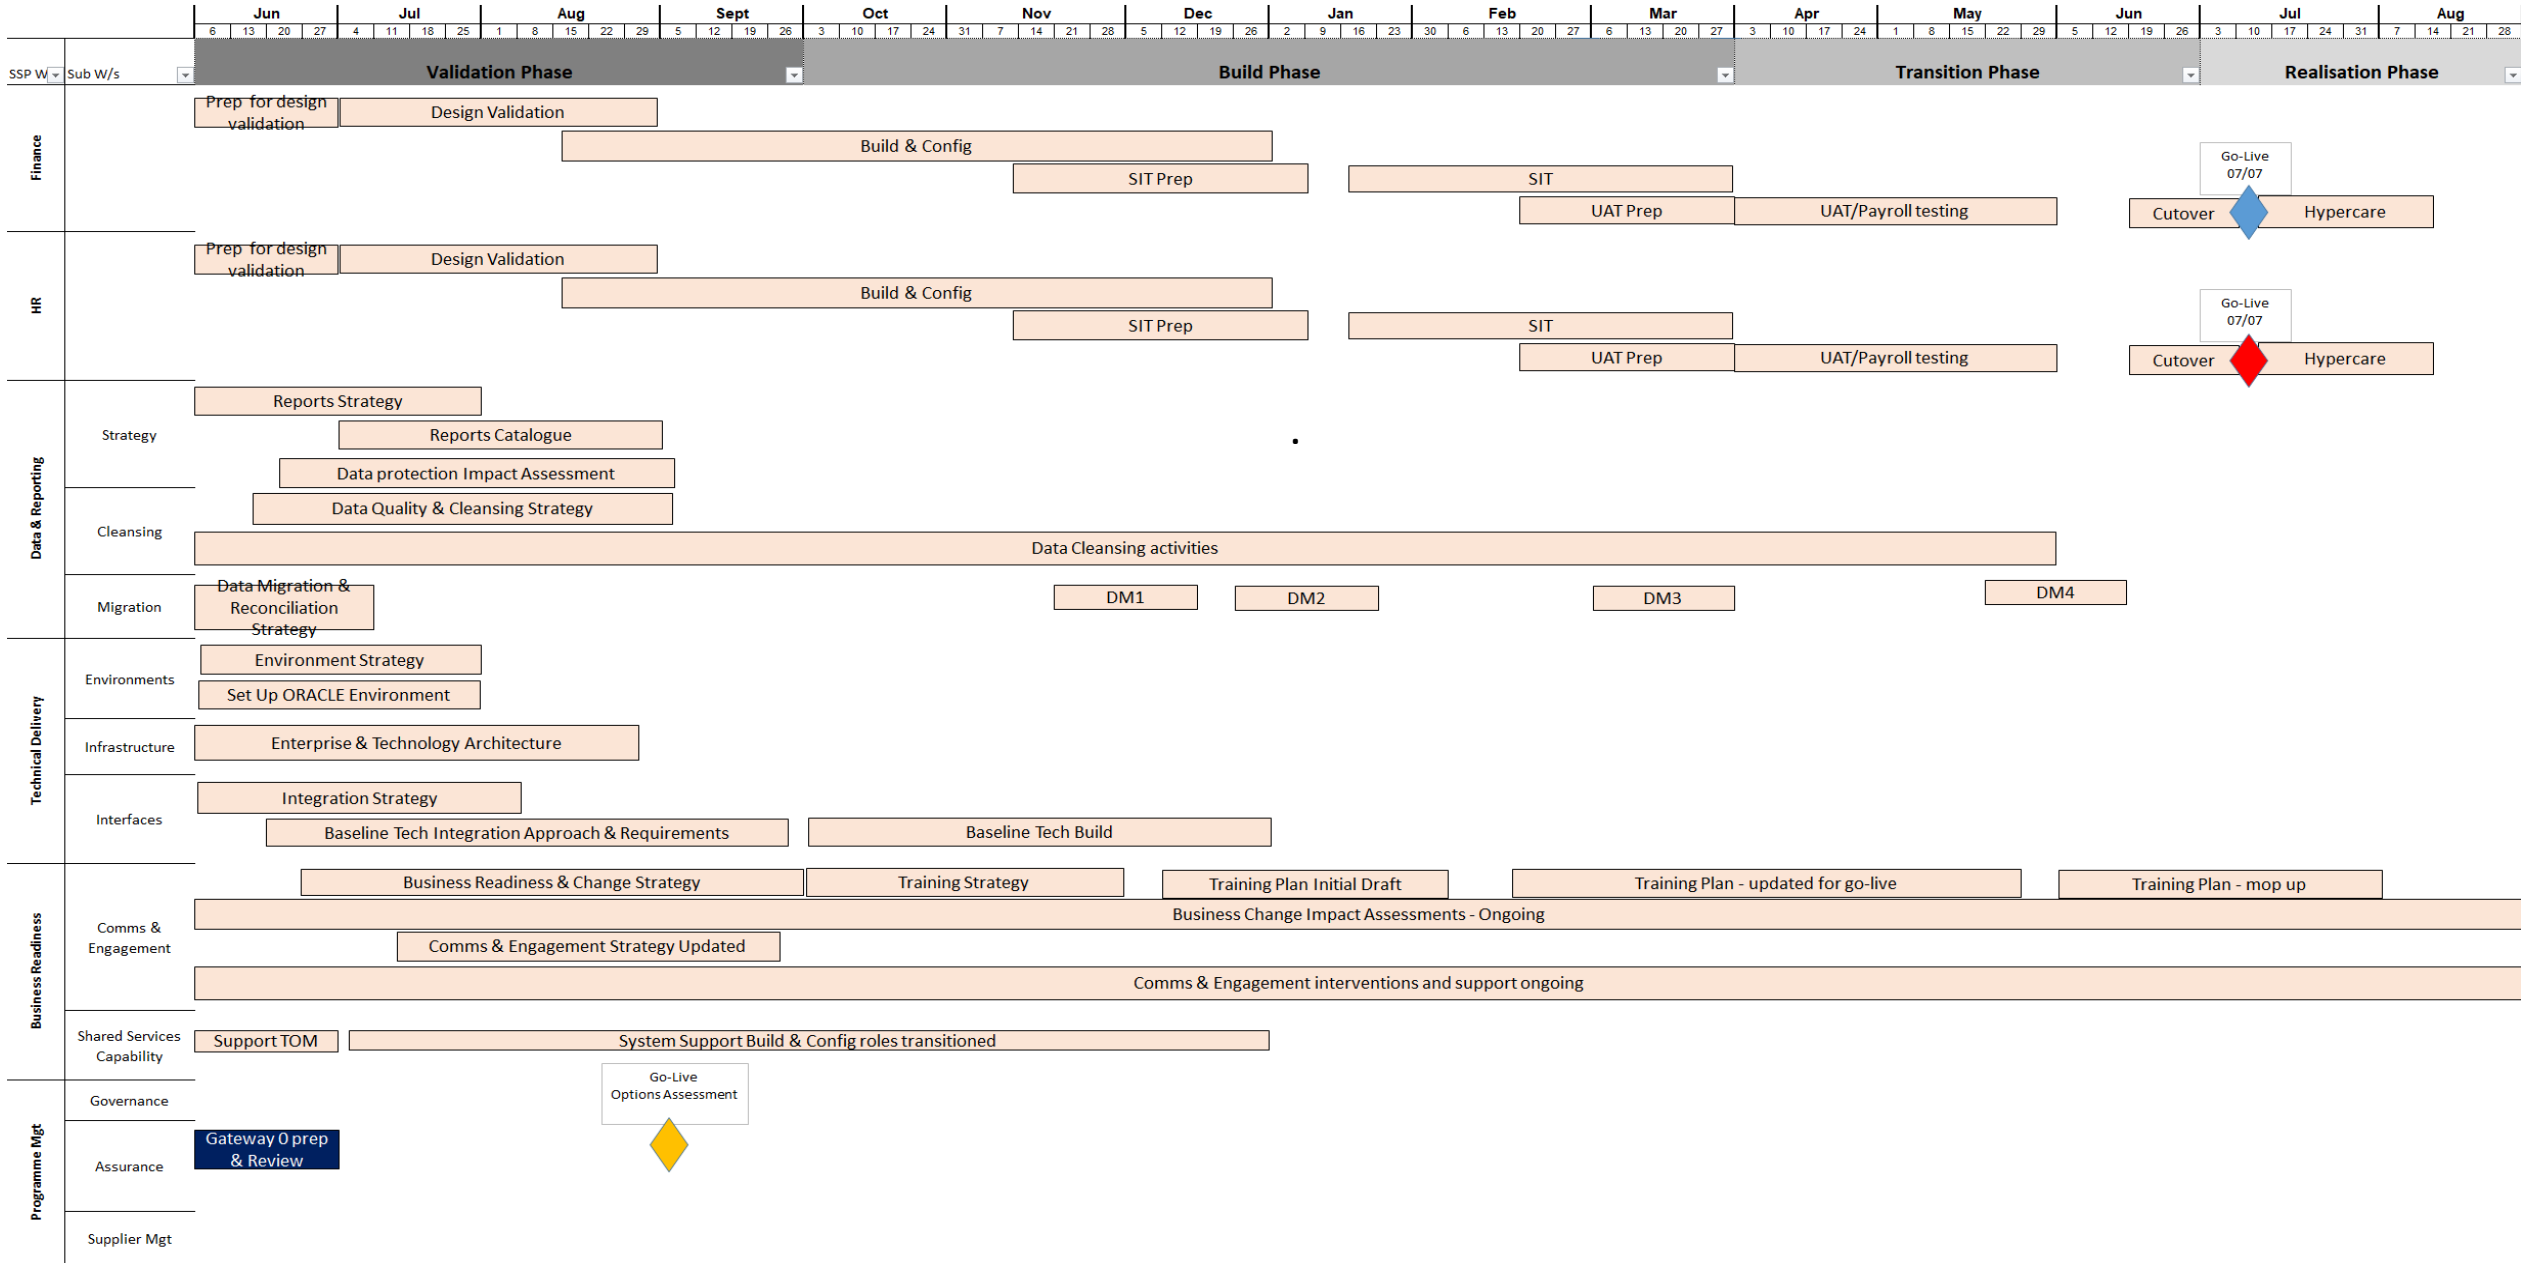 Jun Jul Aug Sept Oct Nov Dec Jan Feb Mar Apr May Jun Jul Aug
6 13 20 27 4 11 18 25 1 8 15 22 29 5 12 19 26 3 10 17 24 31 7 14 21 28 5 12 19 26 2 9 16 23 30 6 13 20 27 6 13 20 27 3 10 17 24 1 8 15 22 29 5 12 19 26 3 10 17 24 31 7 14 21 28
SSP W Sub W/s Validation Phase Build Phase Transition Phase Realisation Phase
Finance
Prep for design
validation
Design Validation
Build & Config
SIT Prep
SIT
UAT Prep
UAT/Payroll testing
Cutover
Go-Live
07/07
Hypercare
HR
Prep for design
validation
Design Validation
Build & Config
SIT Prep
SIT
UAT Prep
UAT/Payroll testing
Cutover
Go-Live
07/07
Hypercare
Data & Reporting
Strategy
Reports Strategy
Reports Catalogue
Data protection Impact Assessment
Cleansing
Data Quality & Cleansing Strategy
Data Cleansing activities
Migration
Data Migration &
Reconciliation
Strategy
DM1
DM2
DM3
DM4
Technical Delivery
Environments
Environment Strategy
Set Up ORACLE Environment
Infrastructure
Enterprise & Technology Architecture
Interfaces
Integration Strategy
Baseline Tech Integration Approach & Requirements
Baseline Tech Build
Business Readiness
Comms &
Engagement
Business Readiness & Change Strategy
Training Strategy
Training Plan Initial Draft
Training Plan - updated for go-live
Training Plan - mop up
Business Change Impact Assessments - Ongoing
Comms & Engagement Strategy Updated
Comms & Engagement interventions and support ongoing
Shared Services
Capability
Support TOM
System Support Build & Config roles transitioned
Programme Mgt
Governance
Go-Live
Options Assessment
Assurance
Gateway 0 prep
& Review
Supplier Mgt